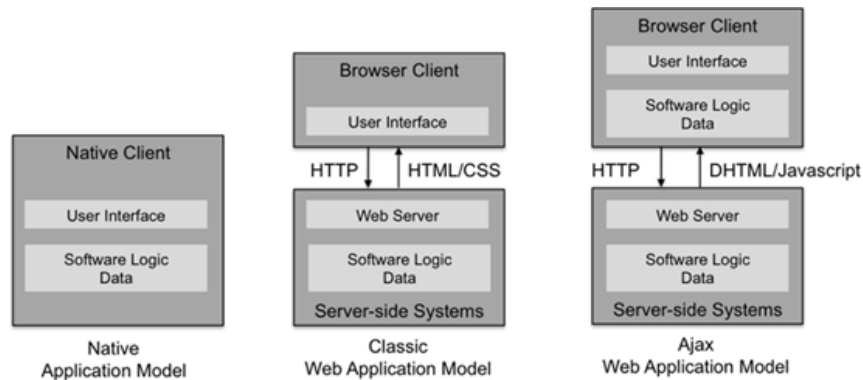 Native Client
User Interface
Software Logic
Data
Native
Application Model
Browser Client
User Interface
HTTP
HTML/CSS
Web Server
Software Logic
Data
Server-side Systems
Classic
Web Application Model
Browser Client
User Interface
Software Logic
Data
HTTP
DHTML/Javascript
Web Server
Software Logic
Data
Server-side Systems
Ajax
Web Application Model